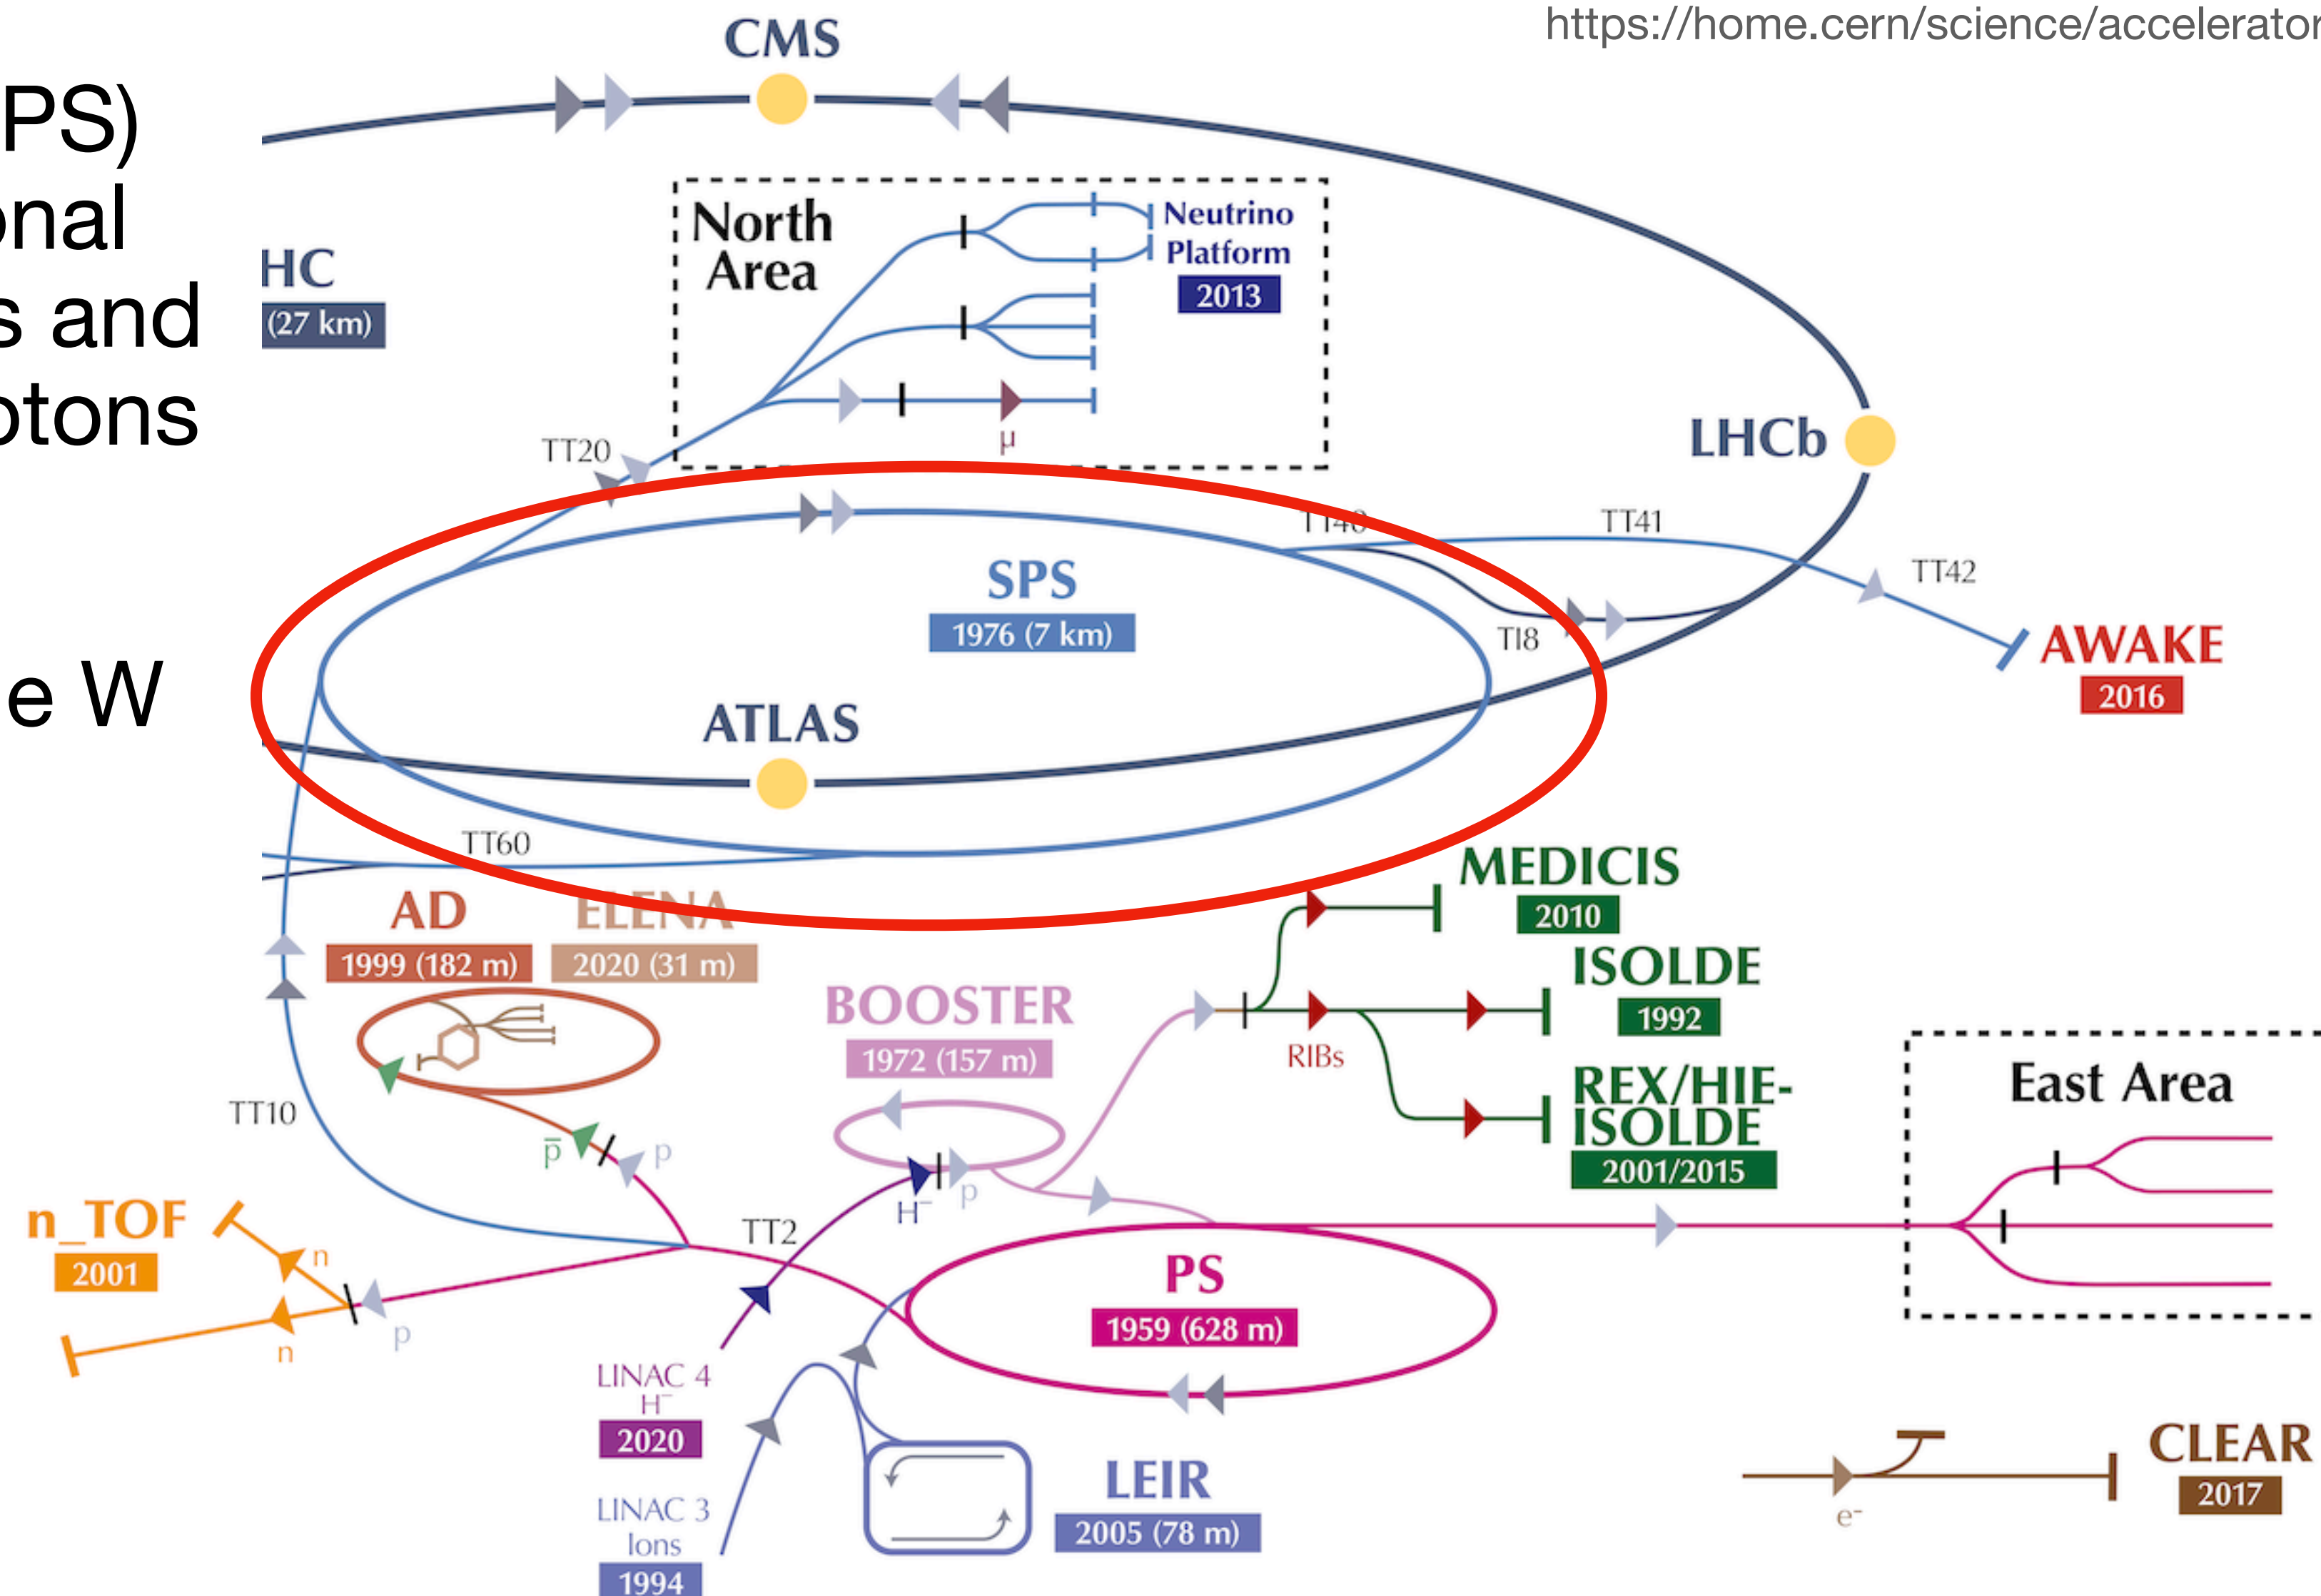 https://home.cern/science/accelerator
CMS
PS)
onal
s and
otons
e W
HC
(27 km)
North
Area
Neutrino
Platform
2013
μ
TT20
LHCb
TT40
TT41
TT42
SPS
1976 (7 km)
TI8
AWAKE
2016
ATLAS
TT60
MEDICIS
2010
AD
1999 (182 m)
ELENA
2020 (31 m)
ISOLDE
1992
BOOSTER
1972 (157 m)
RIBs
REX/HIE-
ISOLDE
2001/2015
East Area
TT10
p̄
p
H⁻
p
n_TOF
2001
n
n
p
TT2
PS
1959 (628 m)
LINAC 4
H⁻
2020
LINAC 3
Ions
1994
LEIR
2005 (78 m)
CLEAR
2017
e⁻